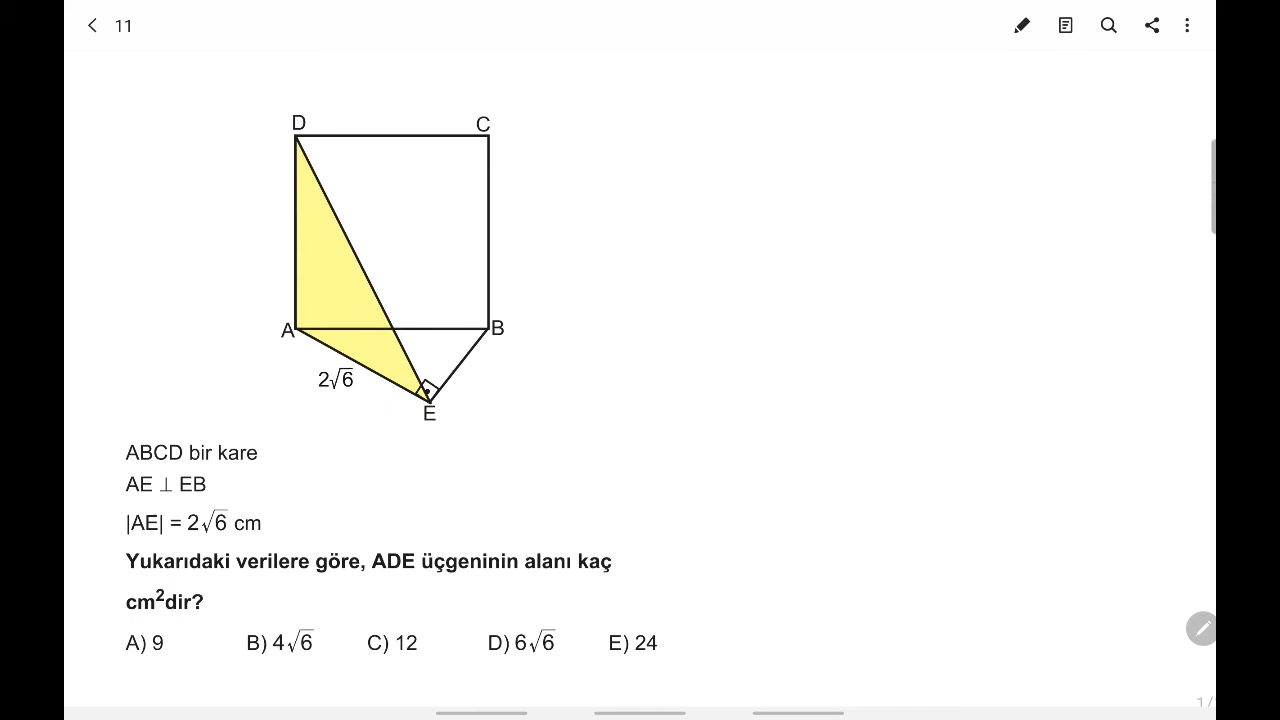 11
D C
A B
2√6
E
ABCD bir kare
AE ⊥ EB
|AE| = 2√6 cm
Yukarıdaki verilere göre, ADE üçgeninin alanı kaç
cm²dir?
A) 9 B) 4√6 C) 12 D) 6√6 E) 24
1/